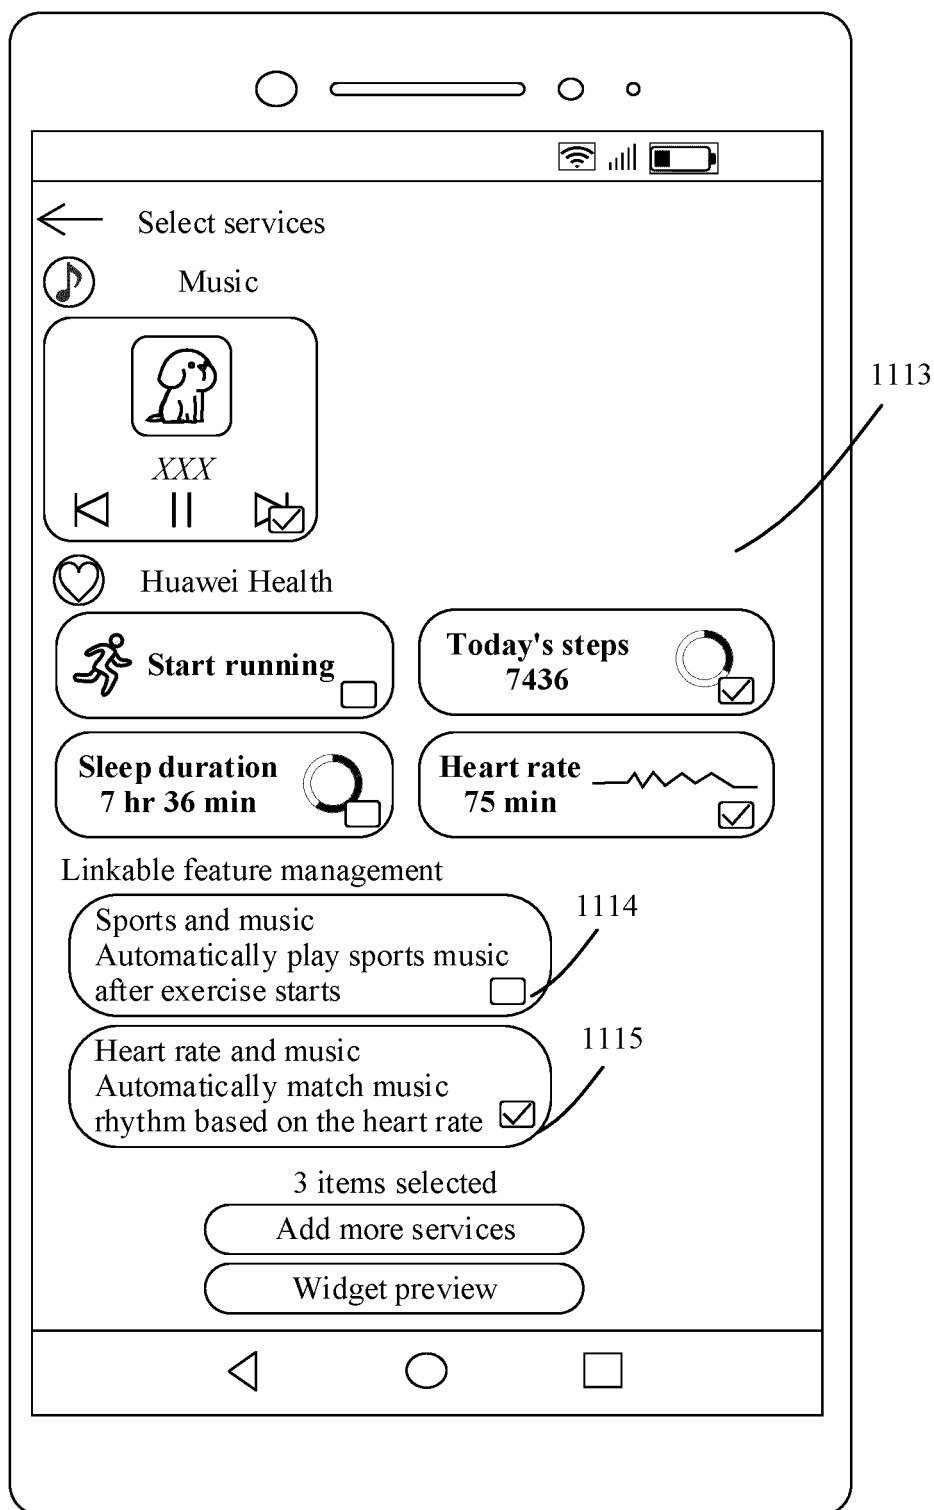 Select services
Music
1113
XXX
Huawei Health
Start running
Today's steps
7436
Sleep duration
7 hr 36 min
Heart rate
75 min
Linkable feature management
1114
Sports and music
Automatically play sports music
after exercise starts
1115
Heart rate and music
Automatically match music
rhythm based on the heart rate
3 items selected
Add more services
Widget preview